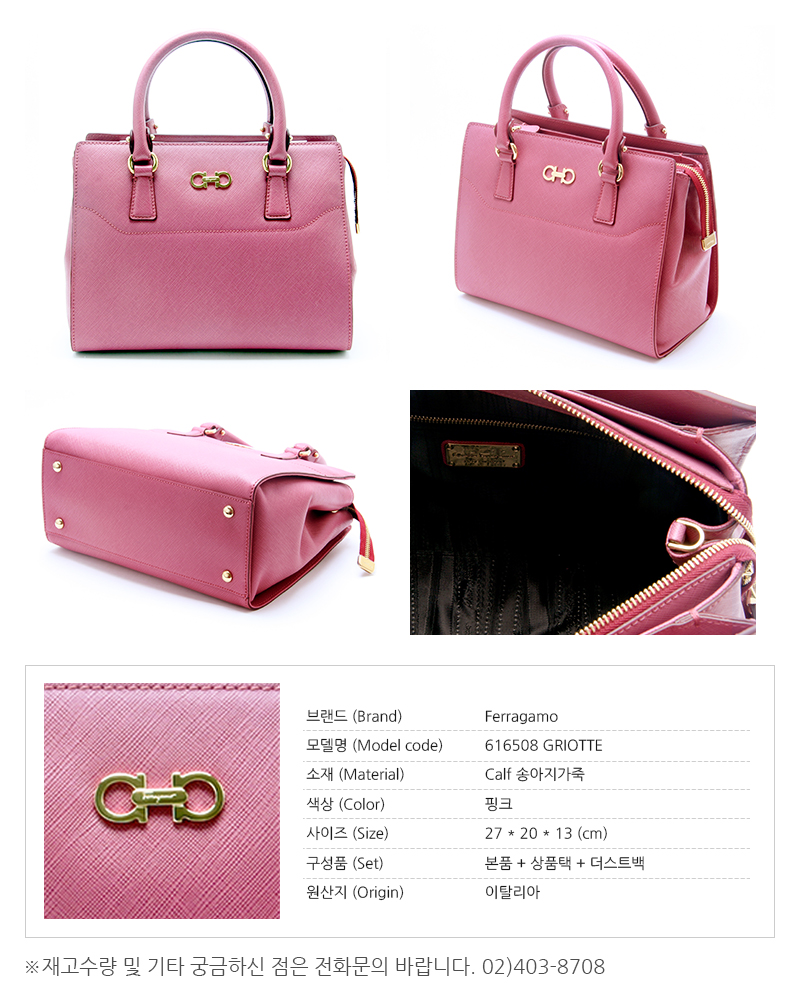 브랜드 (Brand) Ferragamo
모델명 (Model code) 616508 GRIOTTE
소재 (Material) Calf 송아지가죽
색상 (Color) 핑크
사이즈 (Size) 27 * 20 * 13 (cm)
구성품 (Set) 본품 + 상품택 + 더스트백
원산지 (Origin) 이탈리아
※재고수량 및 기타 궁금하신 점은 전화문의 바랍니다. 02)403-8708